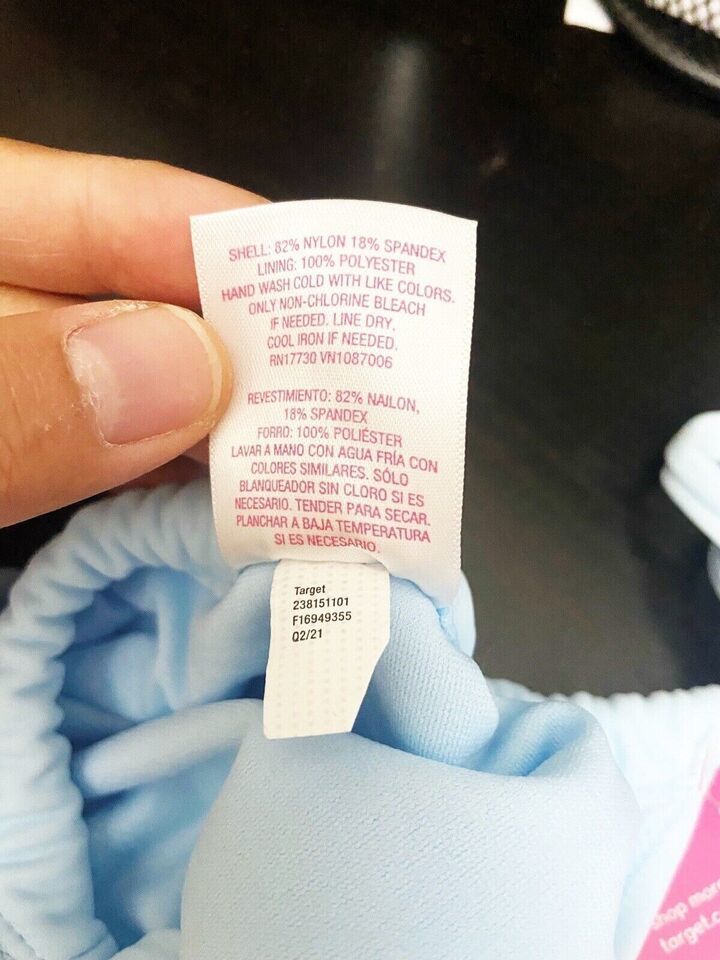 SHELL: 82% NYLON 18% SPANDEX
LINING: 100% POLYESTER
HAND WASH COLD WITH LIKE COLORS.
ONLY NON-CHLORINE BLEACH
IF NEEDED. LINE DRY,
COOL IRON IF NEEDED.
RN17730 VN1087006
REVESTIMIENTO: 82% NAILON,
18% SPANDEX
FORRO: 100% POLIÉSTER
LAVAR A MANO CON AGUA FRÍA CON
COLORES SIMILARES. SÓLO
BLANQUEADOR SIN CLORO SI ES
NECESARIO. TENDER PARA SECAR.
PLANCHAR A BAJA TEMPERATURA
SI ES NECESARIO.
Target
238151101
F16949355
Q2/21
shop more
target.c